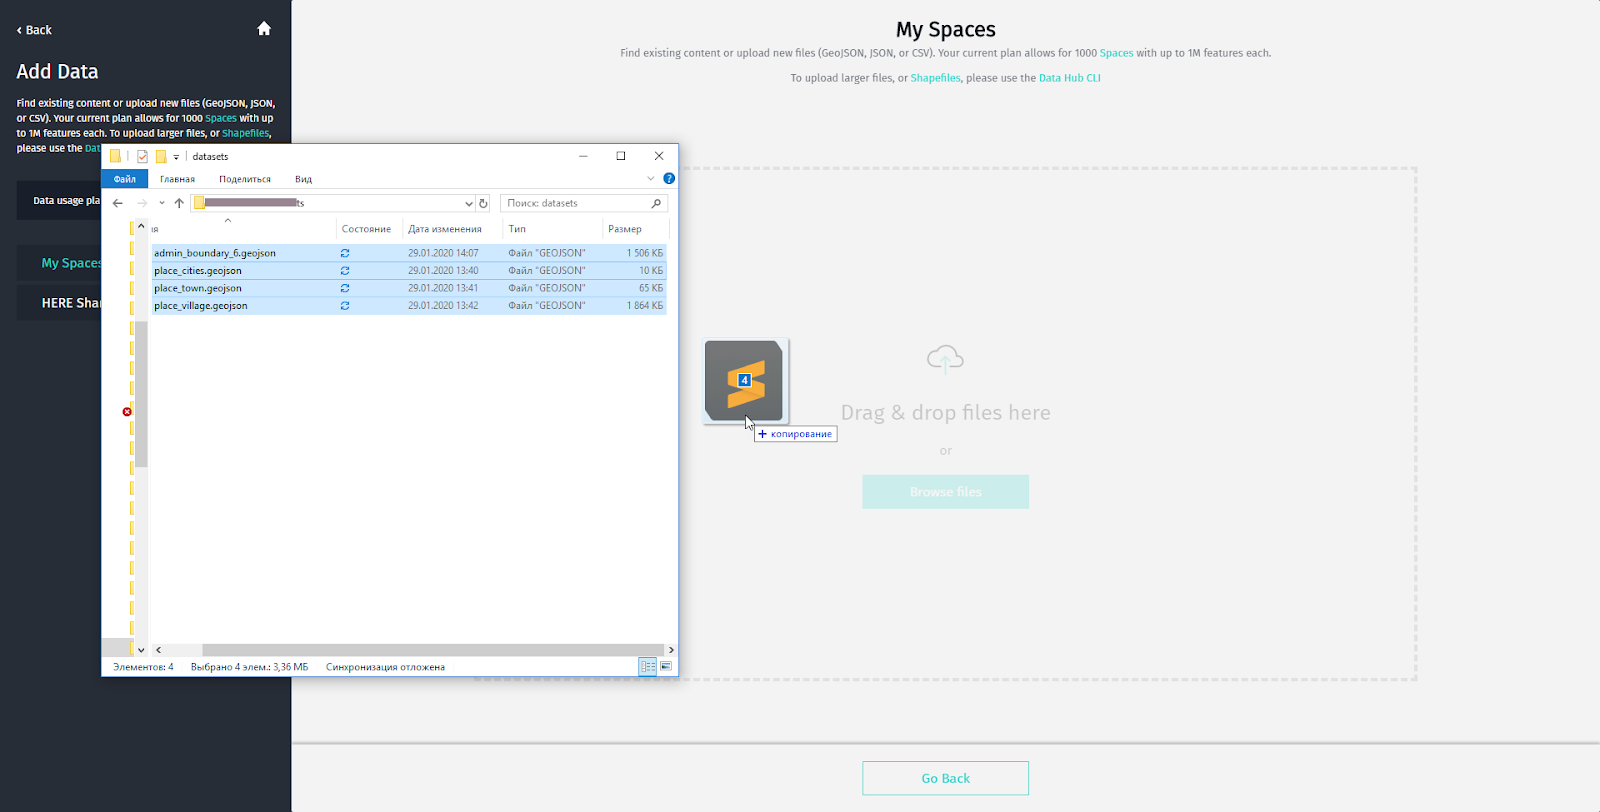 ‹ Back
Add Data
Find existing content or upload new files (GeoJSON, JSON,
or CSV). Your current plan allows for 1000 Spaces with up
to 1M features each. To upload larger files, or Shapefiles,
please use the Dat
Data usage pla
My Spaces
HERE Shar
datasets
Файл
Главная
Поделиться
Вид
?
ts
Поиск: datasets
ия Состояние Дата изменения Тип Размер
admin_boundary_6.geojson 29.01.2020 14:07 Файл "GEOJSON" 1 506 КБ
place_cities.geojson 29.01.2020 13:40 Файл "GEOJSON" 10 КБ
place_town.geojson 29.01.2020 13:41 Файл "GEOJSON" 65 КБ
place_village.geojson 29.01.2020 13:42 Файл "GEOJSON" 1 864 КБ
Элементов: 4 Выбрано 4 элем.: 3,36 МБ Синхронизация отложена
My Spaces
Find existing content or upload new files (GeoJSON, JSON, or CSV). Your current plan allows for 1000 Spaces with up to 1M features each.
To upload larger files, or Shapefiles, please use the Data Hub CLI
4
+ копирование
Drag & drop files here
or
Browse files
Go Back